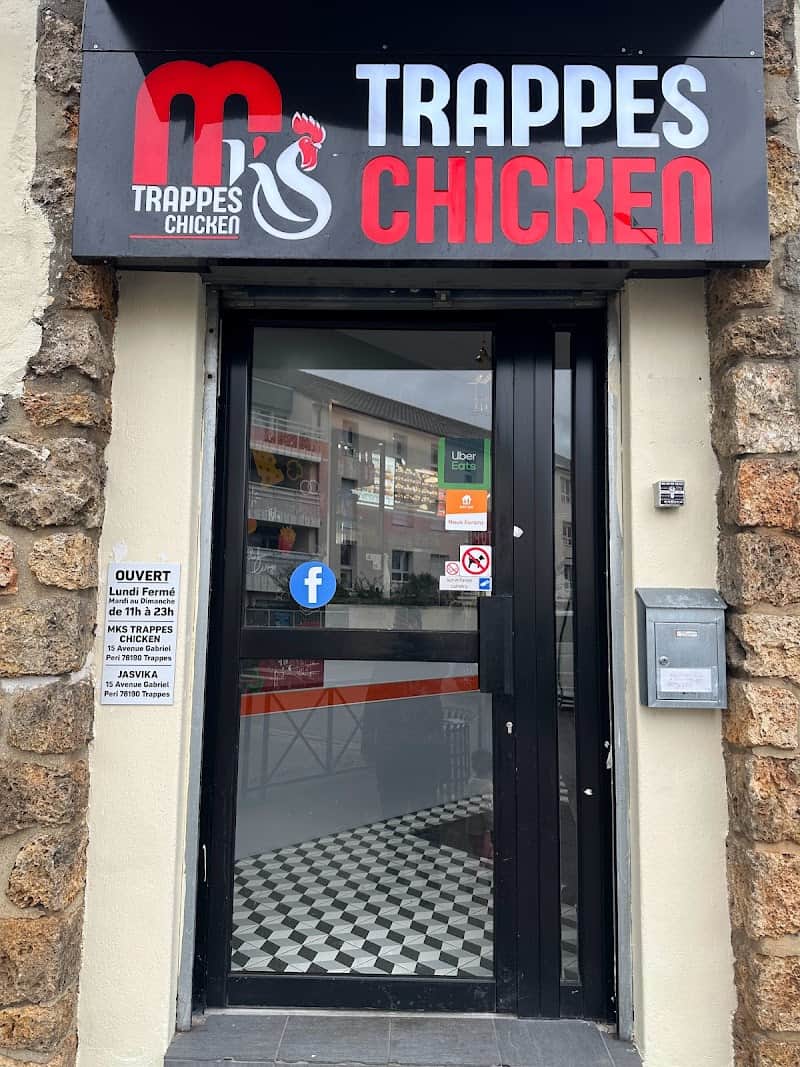 M
TRAPPES
CHICKEN
TRAPPES
CHICKEN
Uber
Eats
f
OUVERT
Lundi Fermé
Mardi au Dimanche
de 11h à 23h
MKS TRAPPES
CHICKEN
15 Avenue Gabriel
Peri 78190 Trappes
JASVIKA
15 Avenue Gabriel
Peri 78190 Trappes